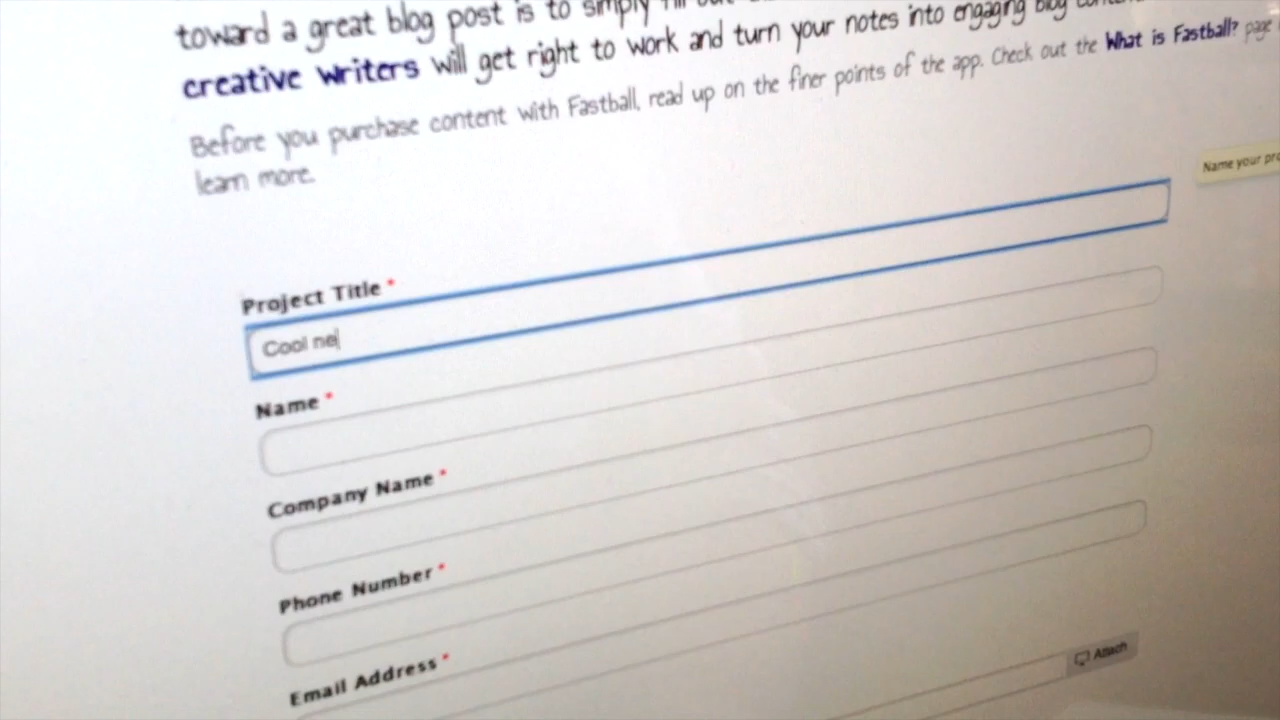 toward a great blog post is to simply
turn your notes into engaging blog
creative writers will get right to work and
Before you purchase content with Fastball, read up on the finer points of the app. Check out the What is Fastball? page
learn more.
Name your
Project Title *
Cool ne
Name *
Company Name *
Phone Number *
Email Address *
Attach